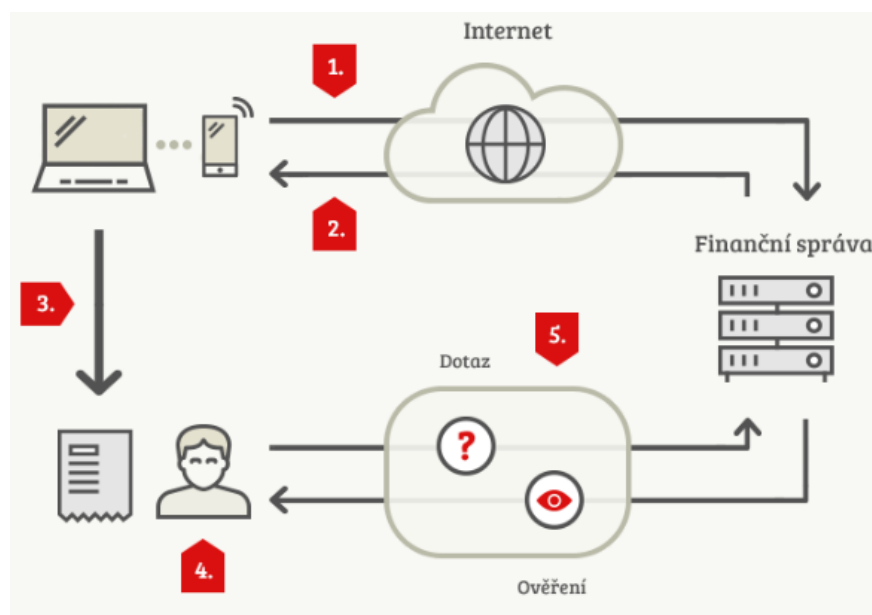 Internet
1.
2.
Finanční správa
3.
5.
Dotaz
?
4.
Ověření